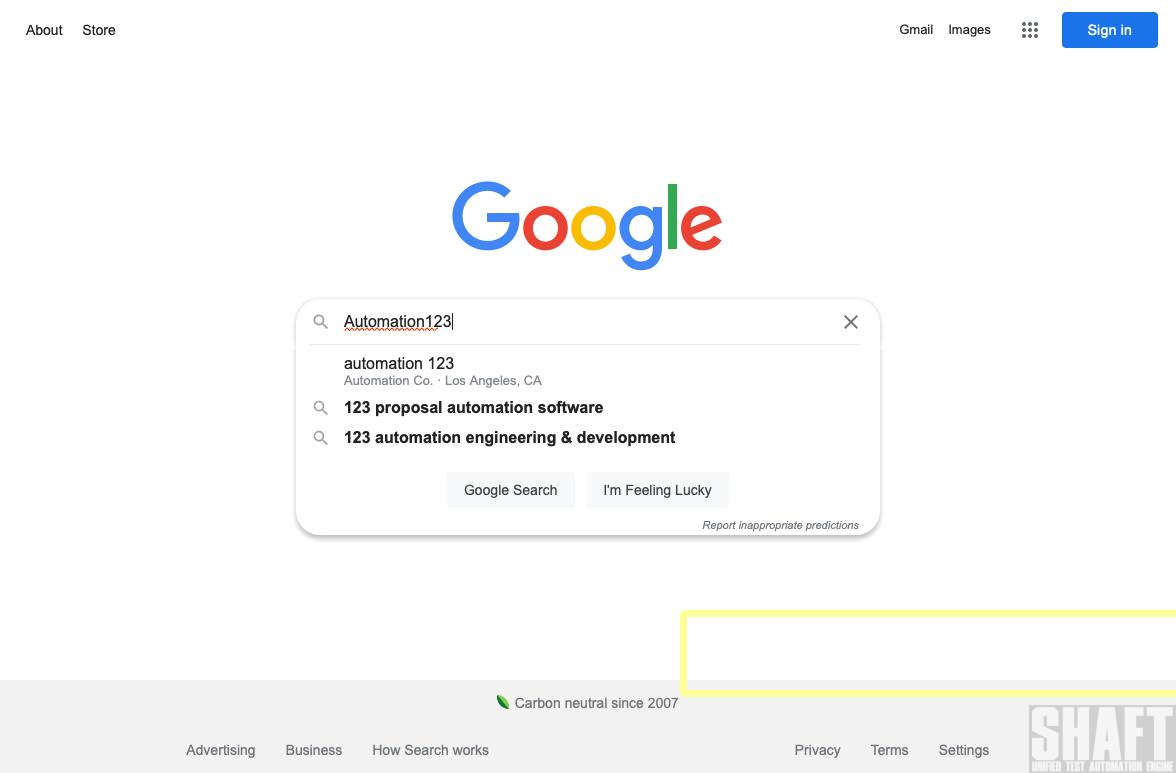 About Store Gmail Images Sign in
Google
Automation123
automation 123
Automation Co. · Los Angeles, CA
123 proposal automation software
123 automation engineering & development
Google Search I'm Feeling Lucky
Report inappropriate predictions
Carbon neutral since 2007
Advertising Business How Search works Privacy Terms Settings
SHAFT
UNIFIED TEST AUTOMATION ENGINE